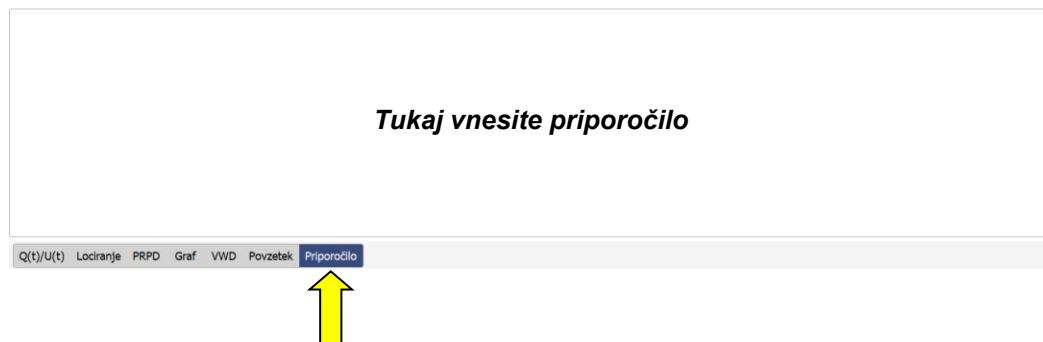 Tukaj vnesite priporočilo
Q(t)/U(t) Lociranje PRPD Graf VWD Povzetek Priporočilo